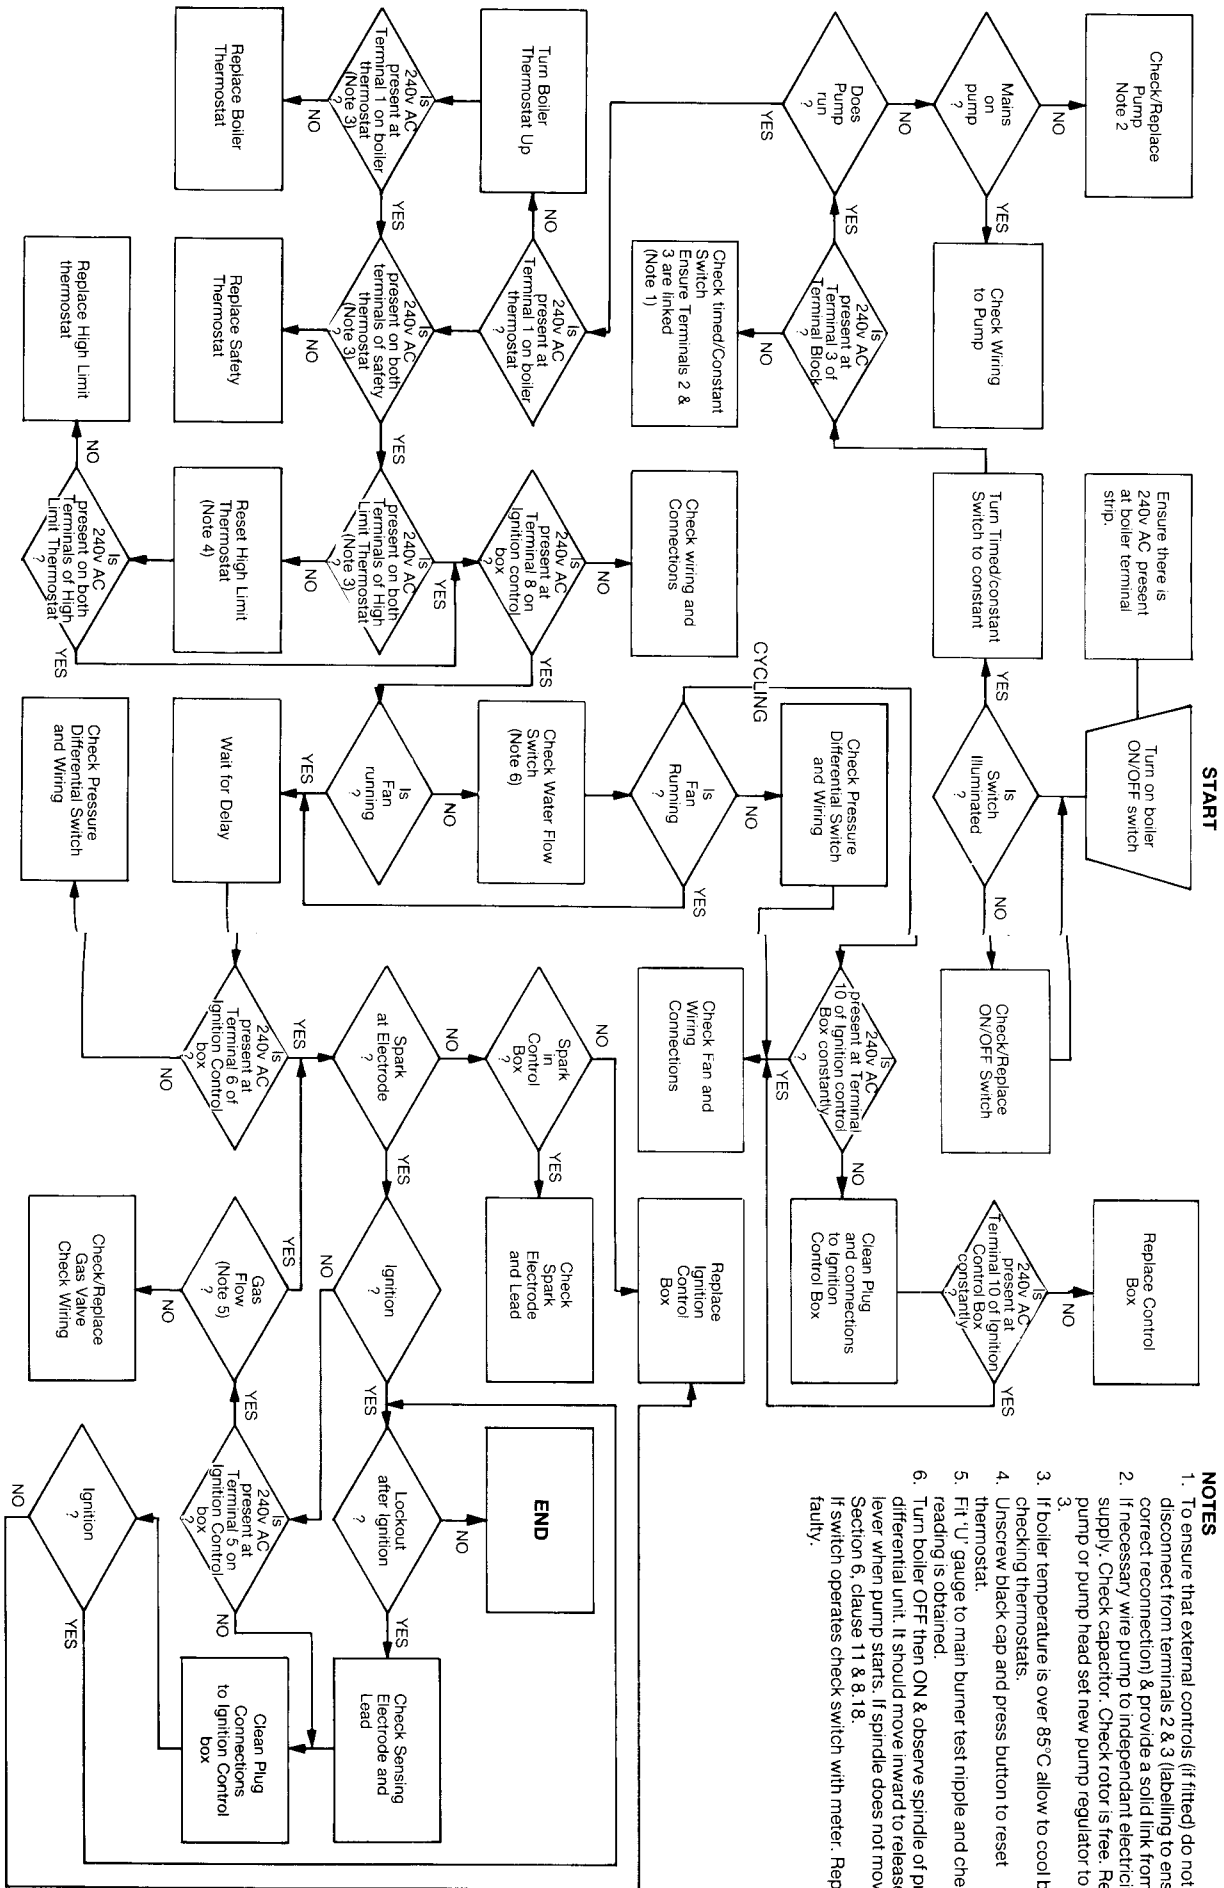 START
Ensure there is
240v AC present
at boiler terminal
strip.
Turn on boiler
ON/OFF switch
Is
Switch
Illuminated
?
YES
NO
Check/Replace
ON/OFF Switch
Turn Timed/constant
Switch to constant
Is
240v AC
present at
Terminal 3 of
Terminal Block
?
YES
NO
Check timed/Constant
Switch
Ensure Terminals 2 &
3 are linked
(Note 1)
Does
Pump
run
?
NO
YES
Mains
on
pump
?
NO
YES
Check/Replace
Pump
Note 2
Check Wiring
to Pump
Is
240v AC
present at
Terminal 1 on boiler
thermostat
?
NO
Turn Boiler
Thermostat Up
Is
240v AC
present at
Terminal 1 on boiler
thermostat
(Note 3)
?
NO
YES
Replace Boiler
Thermostat
Is
240v AC
present on both
terminals of safety
thermostat
(Note 3)
?
NO
YES
Replace Safety
Thermostat
Is
240v AC
present on both
Terminals of High
Limit Thermostat
(Note 3)
?
YES
NO
Reset High Limit
Thermostat
(Note 4)
Is
240v AC
present on both
Terminals of High
Limit Thermostat
?
NO
YES
Replace High Limit
thermostat
Is
240v AC
present at
Terminal 8 on
Ignition control
box
?
NO
YES
Check wiring and
Connections
Is
Fan
running
?
NO
YES
Check Water Flow
Switch
(Note 6)
Is
Fan
Running
?
NO
YES
CYCLING
Check Pressure
Differential Switch
and Wiring
Is
240v AC
present at Terminal
10 of Ignition control
Box constantly
?
YES
NO
Check Fan and
Wiring
Connections
Clean Plug
and connections
to Ignition
Control Box
Is
240v AC
present at
Terminal 10 of Ignition
Control Box
constantly
?
NO
YES
Replace Control
Box
Wait for Delay
Is
240v AC
present at
Terminal 6 of
Ignition Control
box
?
YES
NO
Check Pressure
Differential Switch
and Wiring
Spark
at Electrode
?
NO
YES
Spark
in
Control
Box
?
NO
YES
Replace
Ignition
Control
Box
Check
Spark
Electrode
and Lead
Ignition
?
NO
YES
Lockout
after Ignition
?
NO
YES
END
Check Sensing
Electrode and
Lead
Is
240v AC
present at
Terminal 5 on
Ignition Control
box
?
YES
NO
Gas
Flow
(Note 5)
?
YES
NO
Check/Replace
Gas Valve
Check Wiring
Clean Plug
Connections
to Ignition Control
box
Ignition
?
YES
NO
NOTES
1. To ensure that external controls (if fitted) do not
disconnect from terminals 2 & 3 (labelling to ens
correct reconnection) & provide a solid link from
2. If necessary wire pump to independant electrici
supply. Check capacitor. Check rotor is free. Re
pump or pump head set new pump regulator to
3.
3. If boiler temperature is over 85°C allow to cool b
checking thermostats.
4. Unscrew black cap and press button to reset
thermostat.
5. Fit 'U' gauge to main burner test nipple and che
reading is obtained.
6. Turn boiler OFF then ON & observe spindle of p
differential unit. It should move inward to release
lever when pump starts. If spindle does not mov
Section 6, clause 11 & 8.18.
If switch operates check switch with meter. Rep
faulty.